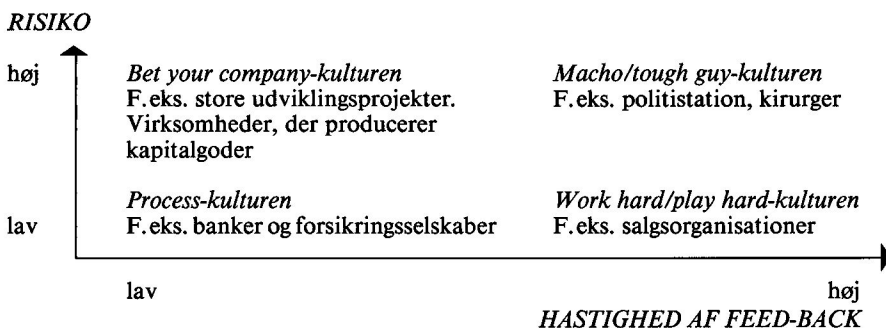 RISIKO
høj
Bet your company-kulturen
F.eks. store udviklingsprojekter.
Virksomheder, der producerer
kapitalgoder
Macho/tough guy-kulturen
F.eks. politistation, kirurger
lav
Process-kulturen
F.eks. banker og forsikringsselskaber
Work hard/play hard-kulturen
F.eks. salgsorganisationer
lav
høj
HASTIGHED AF FEED-BACK